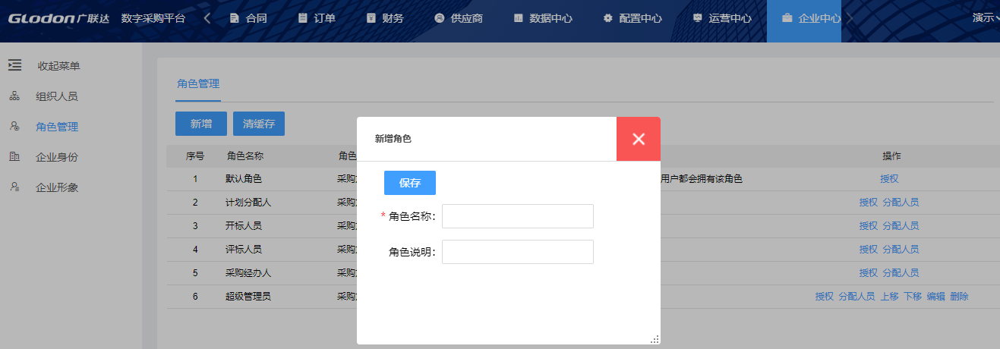 GLODON广联达 数字采购平台 合同 订单 财务 供应商 数据中心 配置中心 运营中心 企业中心 演示
收起菜单
组织人员
角色管理
企业身份
企业形象
角色管理
新增 清缓存
序号 角色名称 角色 操作
1 默认角色 采购 用户都会拥有该角色 授权
2 计划分配人 采购 授权 分配人员
3 开标人员 采购 授权 分配人员
4 评标人员 采购 授权 分配人员
5 采购经办人 采购 授权 分配人员
6 超级管理员 采购 授权 分配人员 上移 下移 编辑 删除
新增角色
保存
* 角色名称：
角色说明：